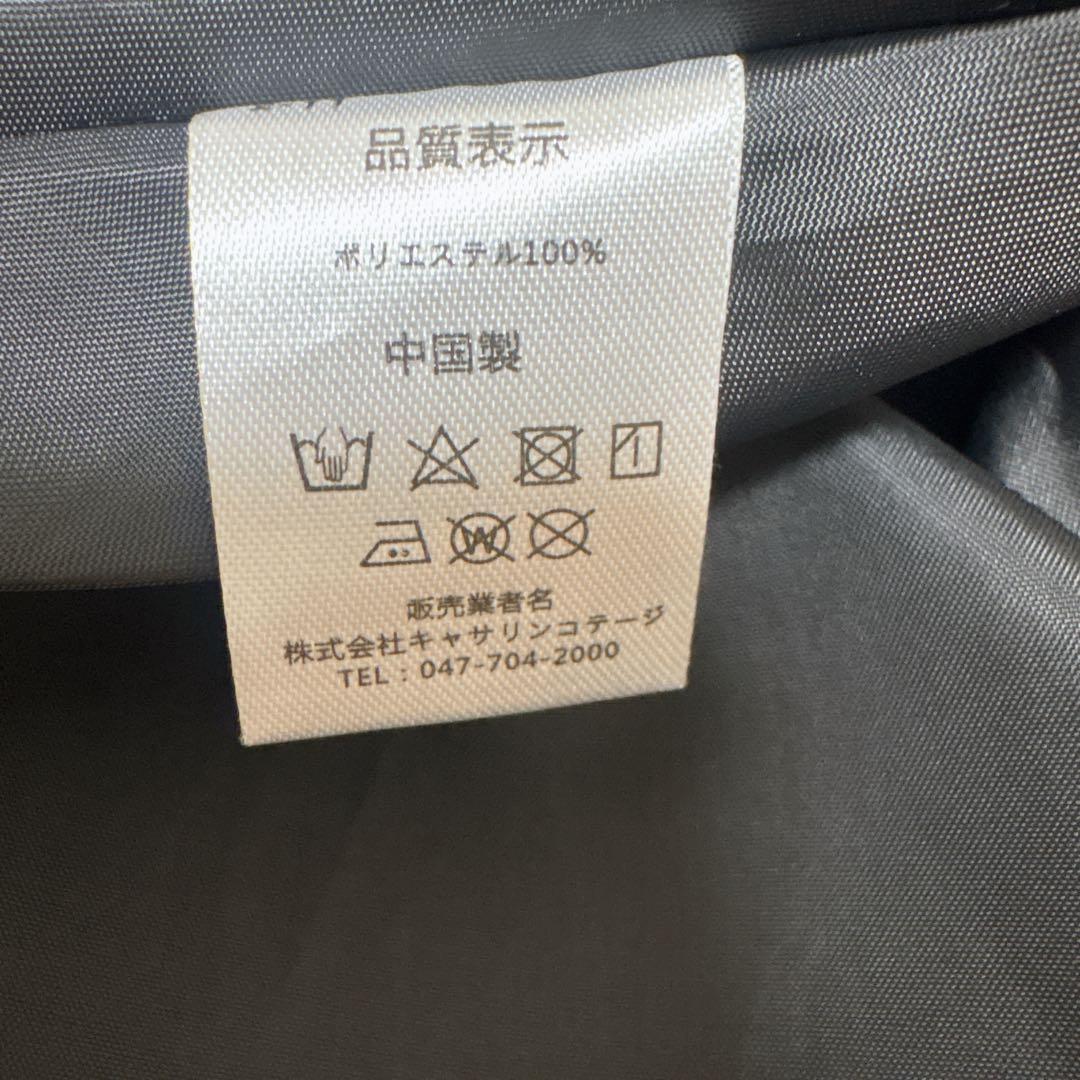 品質表示
ポリエステル100%
中国製
W
販売業者名
株式会社キャサリンコテージ
TEL : 047-704-2000